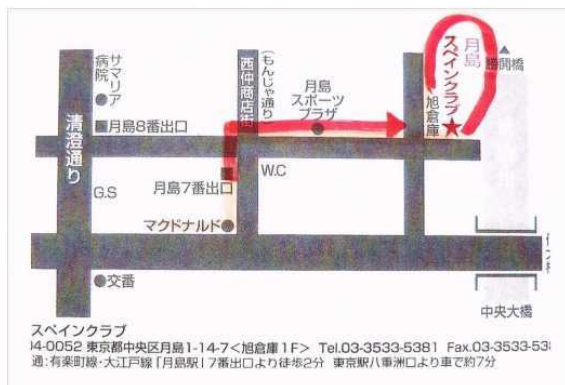 月島
スペインクラブ
勝鬨橋
旭倉庫
月島
スポーツ
プラザ
(もんじゃ通り)
西仲商店街
サマリア
病院
月島8番出口
清澄通り
月島7番出口
W.C
G.S
マクドナルド
交番
中央大橋
スペインクラブ
04-0052 東京都中央区月島1-14-7<旭倉庫1F> Tel.03-3533-5381 Fax.03-3533-538
通:有楽町線・大江戸線「月島駅」7番出口より徒歩2分 東京駅八重洲口より車で約7分